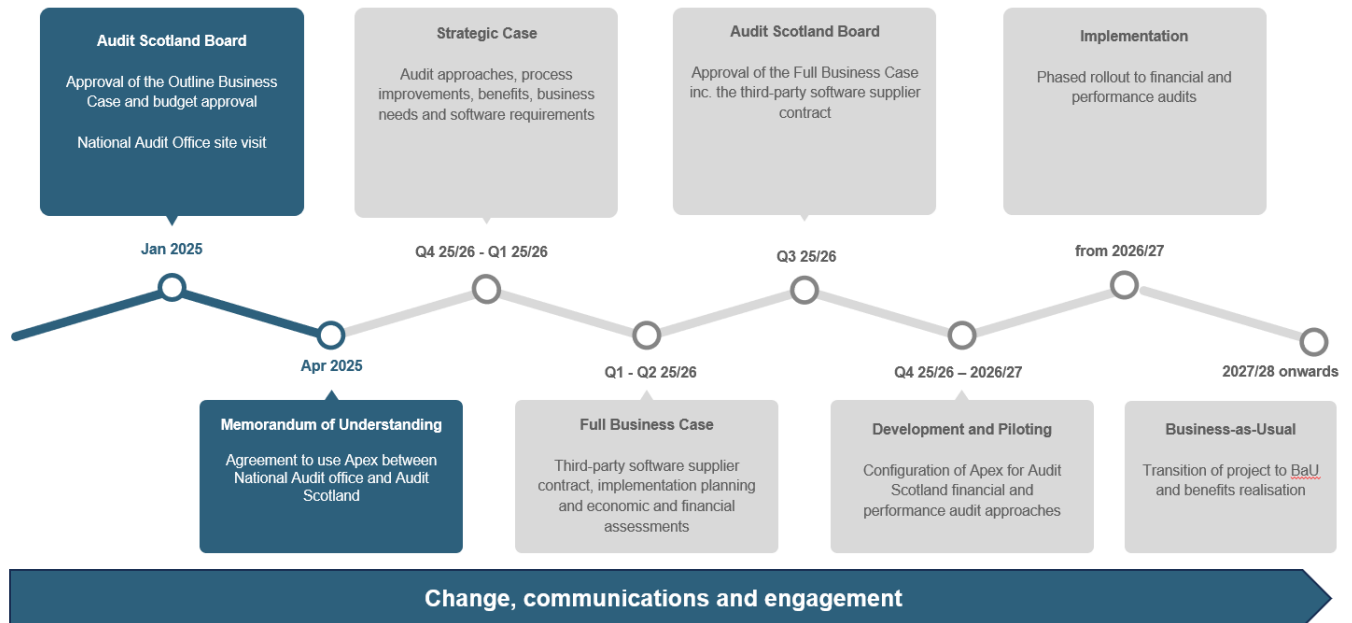 Audit Scotland Board
Approval of the Outline Business
Case and budget approval
National Audit Office site visit
Jan 2025
Apr 2025
Memorandum of Understanding
Agreement to use Apex between
National Audit office and Audit
Scotland
Strategic Case
Audit approaches, process
improvements, benefits, business
needs and software requirements
Q4 25/26 - Q1 25/26
Q1 - Q2 25/26
Full Business Case
Third-party software supplier
contract, implementation planning
and economic and financial
assessments
Audit Scotland Board
Approval of the Full Business Case
inc. the third-party software supplier
contract
Q3 25/26
Q4 25/26 – 2026/27
Development and Piloting
Configuration of Apex for Audit
Scotland financial and
performance audit approaches
Implementation
Phased rollout to financial and
performance audits
from 2026/27
2027/28 onwards
Business-as-Usual
Transition of project to BaU
and benefits realisation
Change, communications and engagement